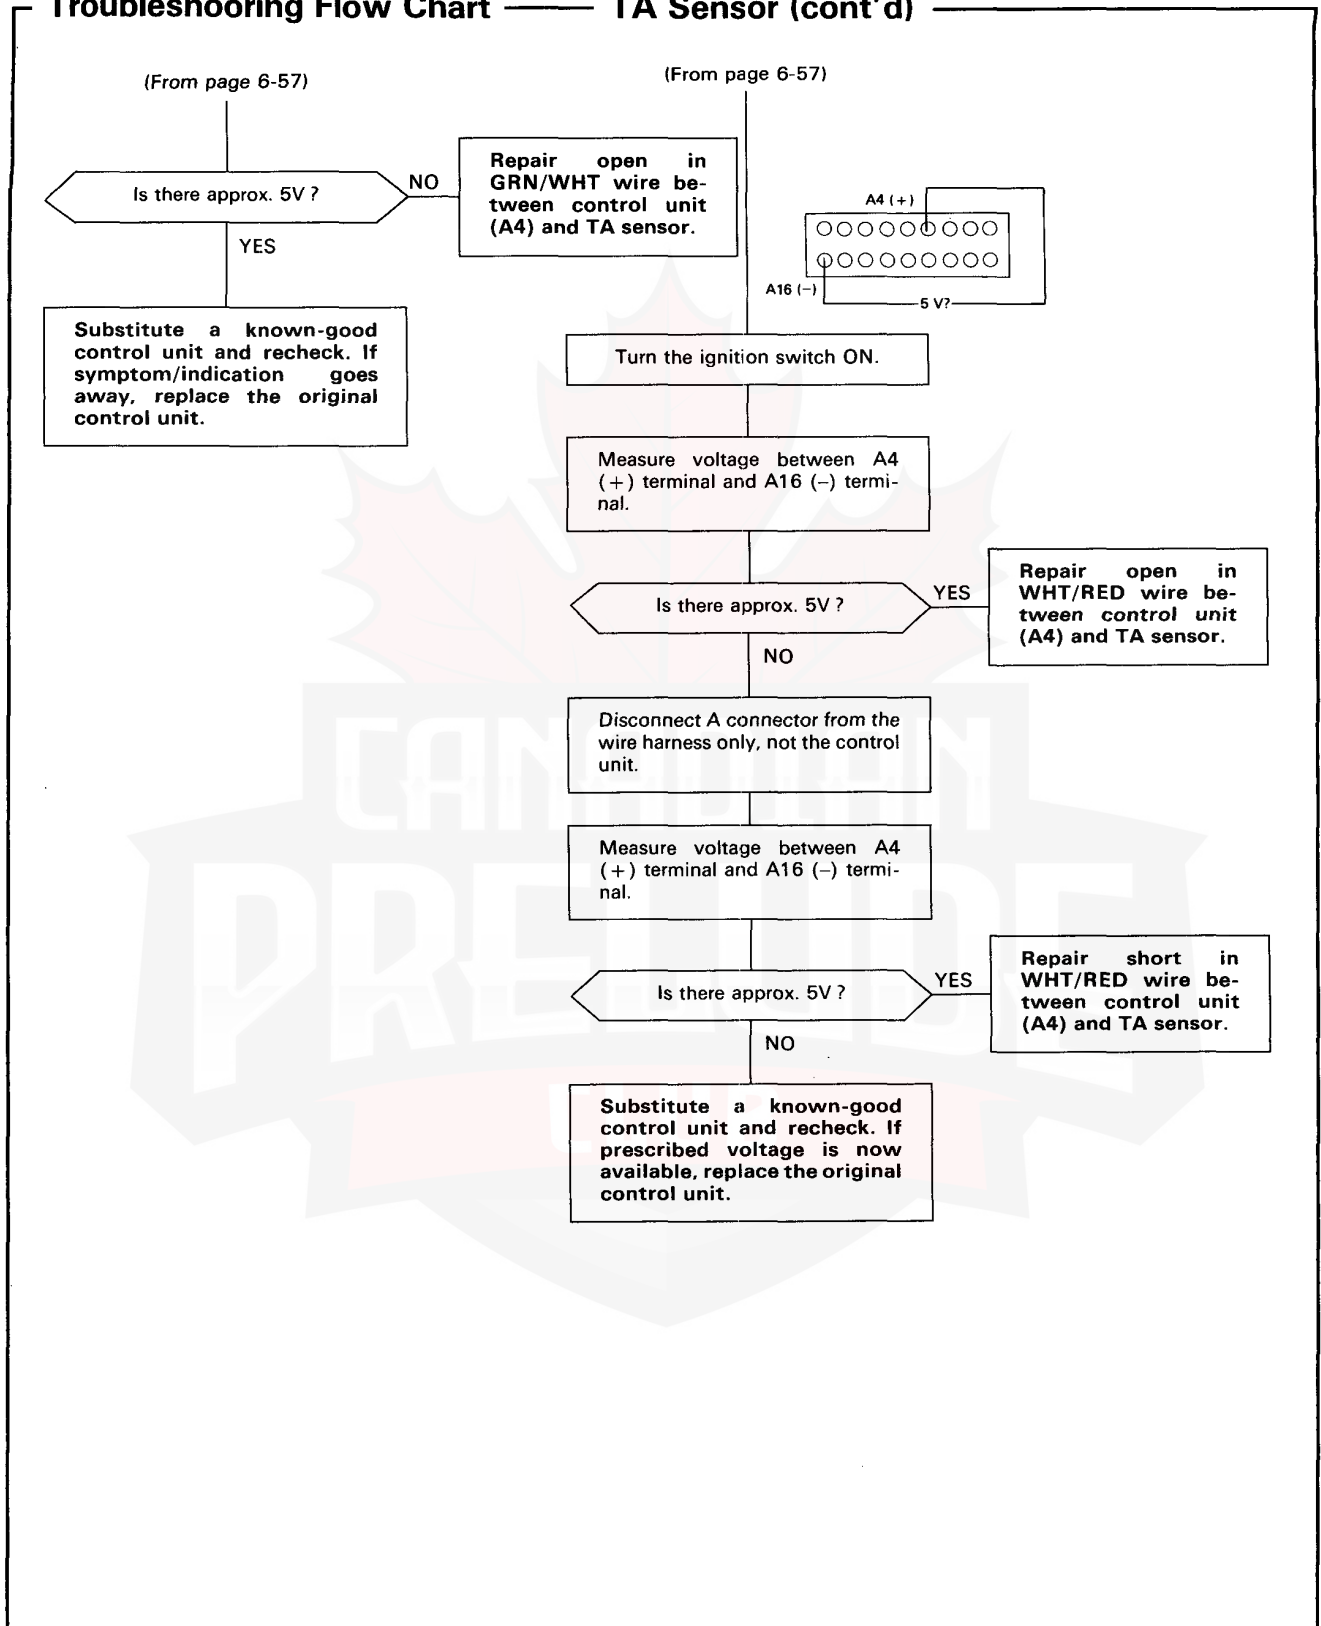 Troubleshooting Flow Chart —— TA Sensor (cont'd)
(From page 6-57)
Is there approx. 5V ?
NO
Repair open in
GRN/WHT wire be-
tween control unit
(A4) and TA sensor.
YES
Substitute a known-good
control unit and recheck. If
symptom/indication goes
away, replace the original
control unit.
(From page 6-57)
A4 (+)
A16 (–)
5 V?
Turn the ignition switch ON.
Measure voltage between A4
(+) terminal and A16 (–) termi-
nal.
Is there approx. 5V ?
YES
Repair open in
WHT/RED wire be-
tween control unit
(A4) and TA sensor.
NO
Disconnect A connector from the
wire harness only, not the control
unit.
Measure voltage between A4
(+) terminal and A16 (–) termi-
nal.
Is there approx. 5V ?
YES
Repair short in
WHT/RED wire be-
tween control unit
(A4) and TA sensor.
NO
Substitute a known-good
control unit and recheck. If
prescribed voltage is now
available, replace the original
control unit.
CANADIAN
PRELUDE
CLUB